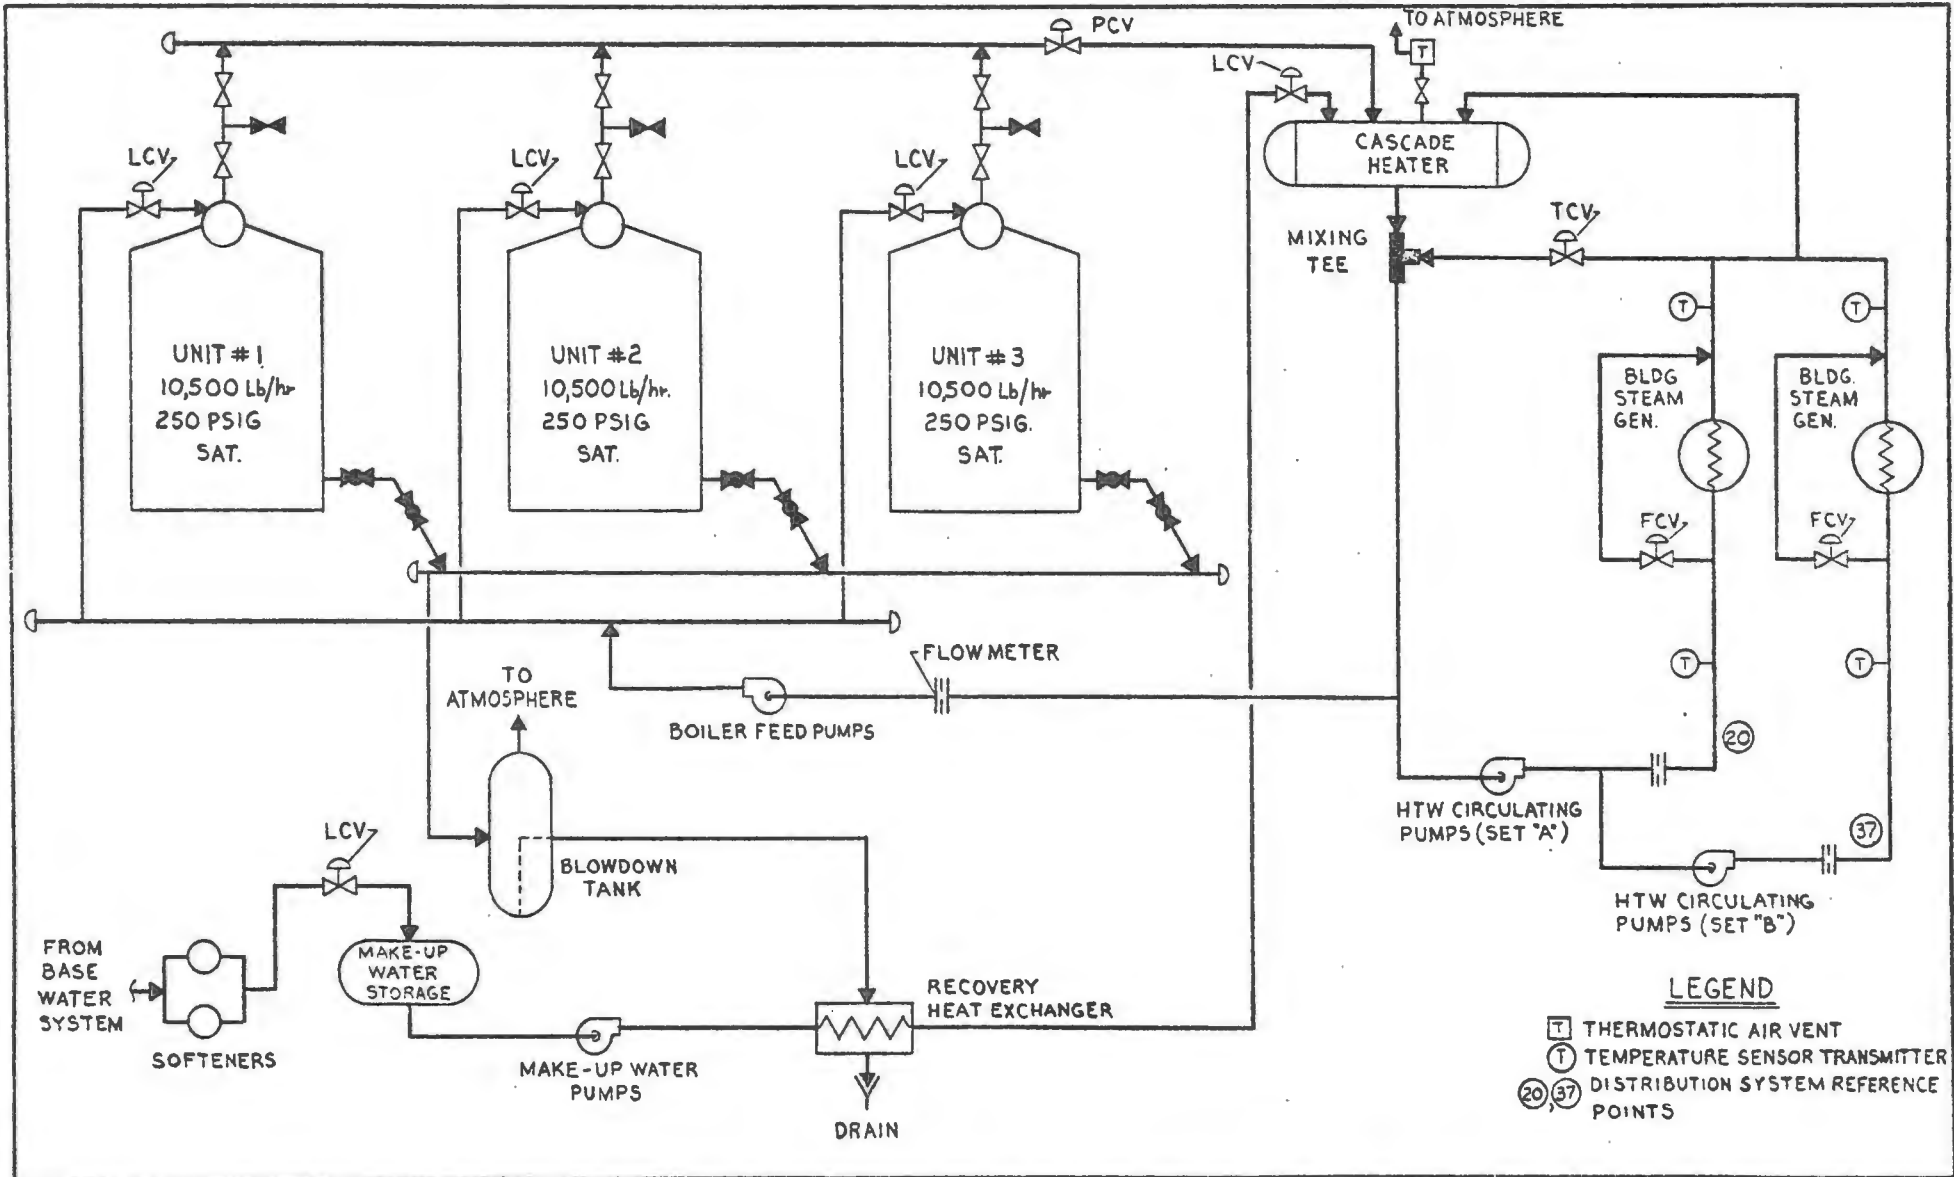 PCV
TO ATMOSPHERE
T
LCV
CASCADE
HEATER
LCV
LCV
LCV
TCV
MIXING
TEE
T
T
UNIT #1
10,500 Lb/hr
250 PSIG
SAT.
UNIT #2
10,500 Lb/hr.
250 PSIG
SAT.
UNIT #3
10,500 Lb/hr
250 PSIG.
SAT.
BLDG
STEAM
GEN.
BLDG.
STEAM
GEN.
FCV
FCV
FLOW METER
T
T
TO
ATMOSPHERE
BOILER FEED PUMPS
20
HTW CIRCULATING
PUMPS (SET "A")
37
LCV
BLOWDOWN
TANK
HTW CIRCULATING
PUMPS (SET "B")
FROM
BASE
WATER
SYSTEM
MAKE-UP
WATER
STORAGE
RECOVERY
HEAT EXCHANGER
SOFTENERS
MAKE-UP WATER
PUMPS
DRAIN
LEGEND
T THERMOSTATIC AIR VENT
T TEMPERATURE SENSOR TRANSMITTER
20, 37 DISTRIBUTION SYSTEM REFERENCE
POINTS